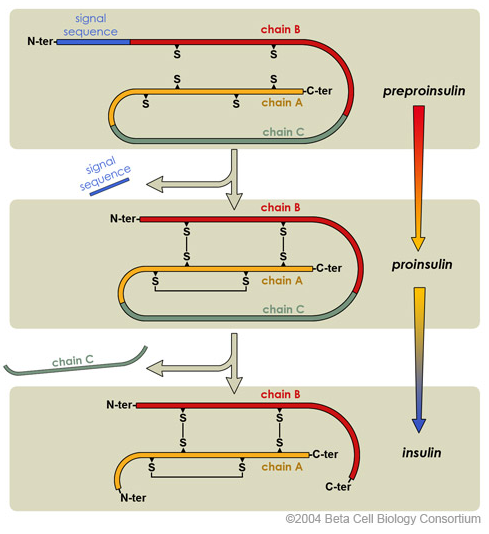 signal
sequence
chain B
N-ter-
S
S
S
S
-C-ter
S
S
chain A
preproinsulin
chain C
signal
sequence
chain B
N-ter-
S
S
S
S
-C-ter
chain A
S
S
proinsulin
chain C
chain C
chain B
N-ter-
S
S
S
S
-C-ter
insulin
chain A
S
S
C-ter
N-ter
©2004 Beta Cell Biology Consortium